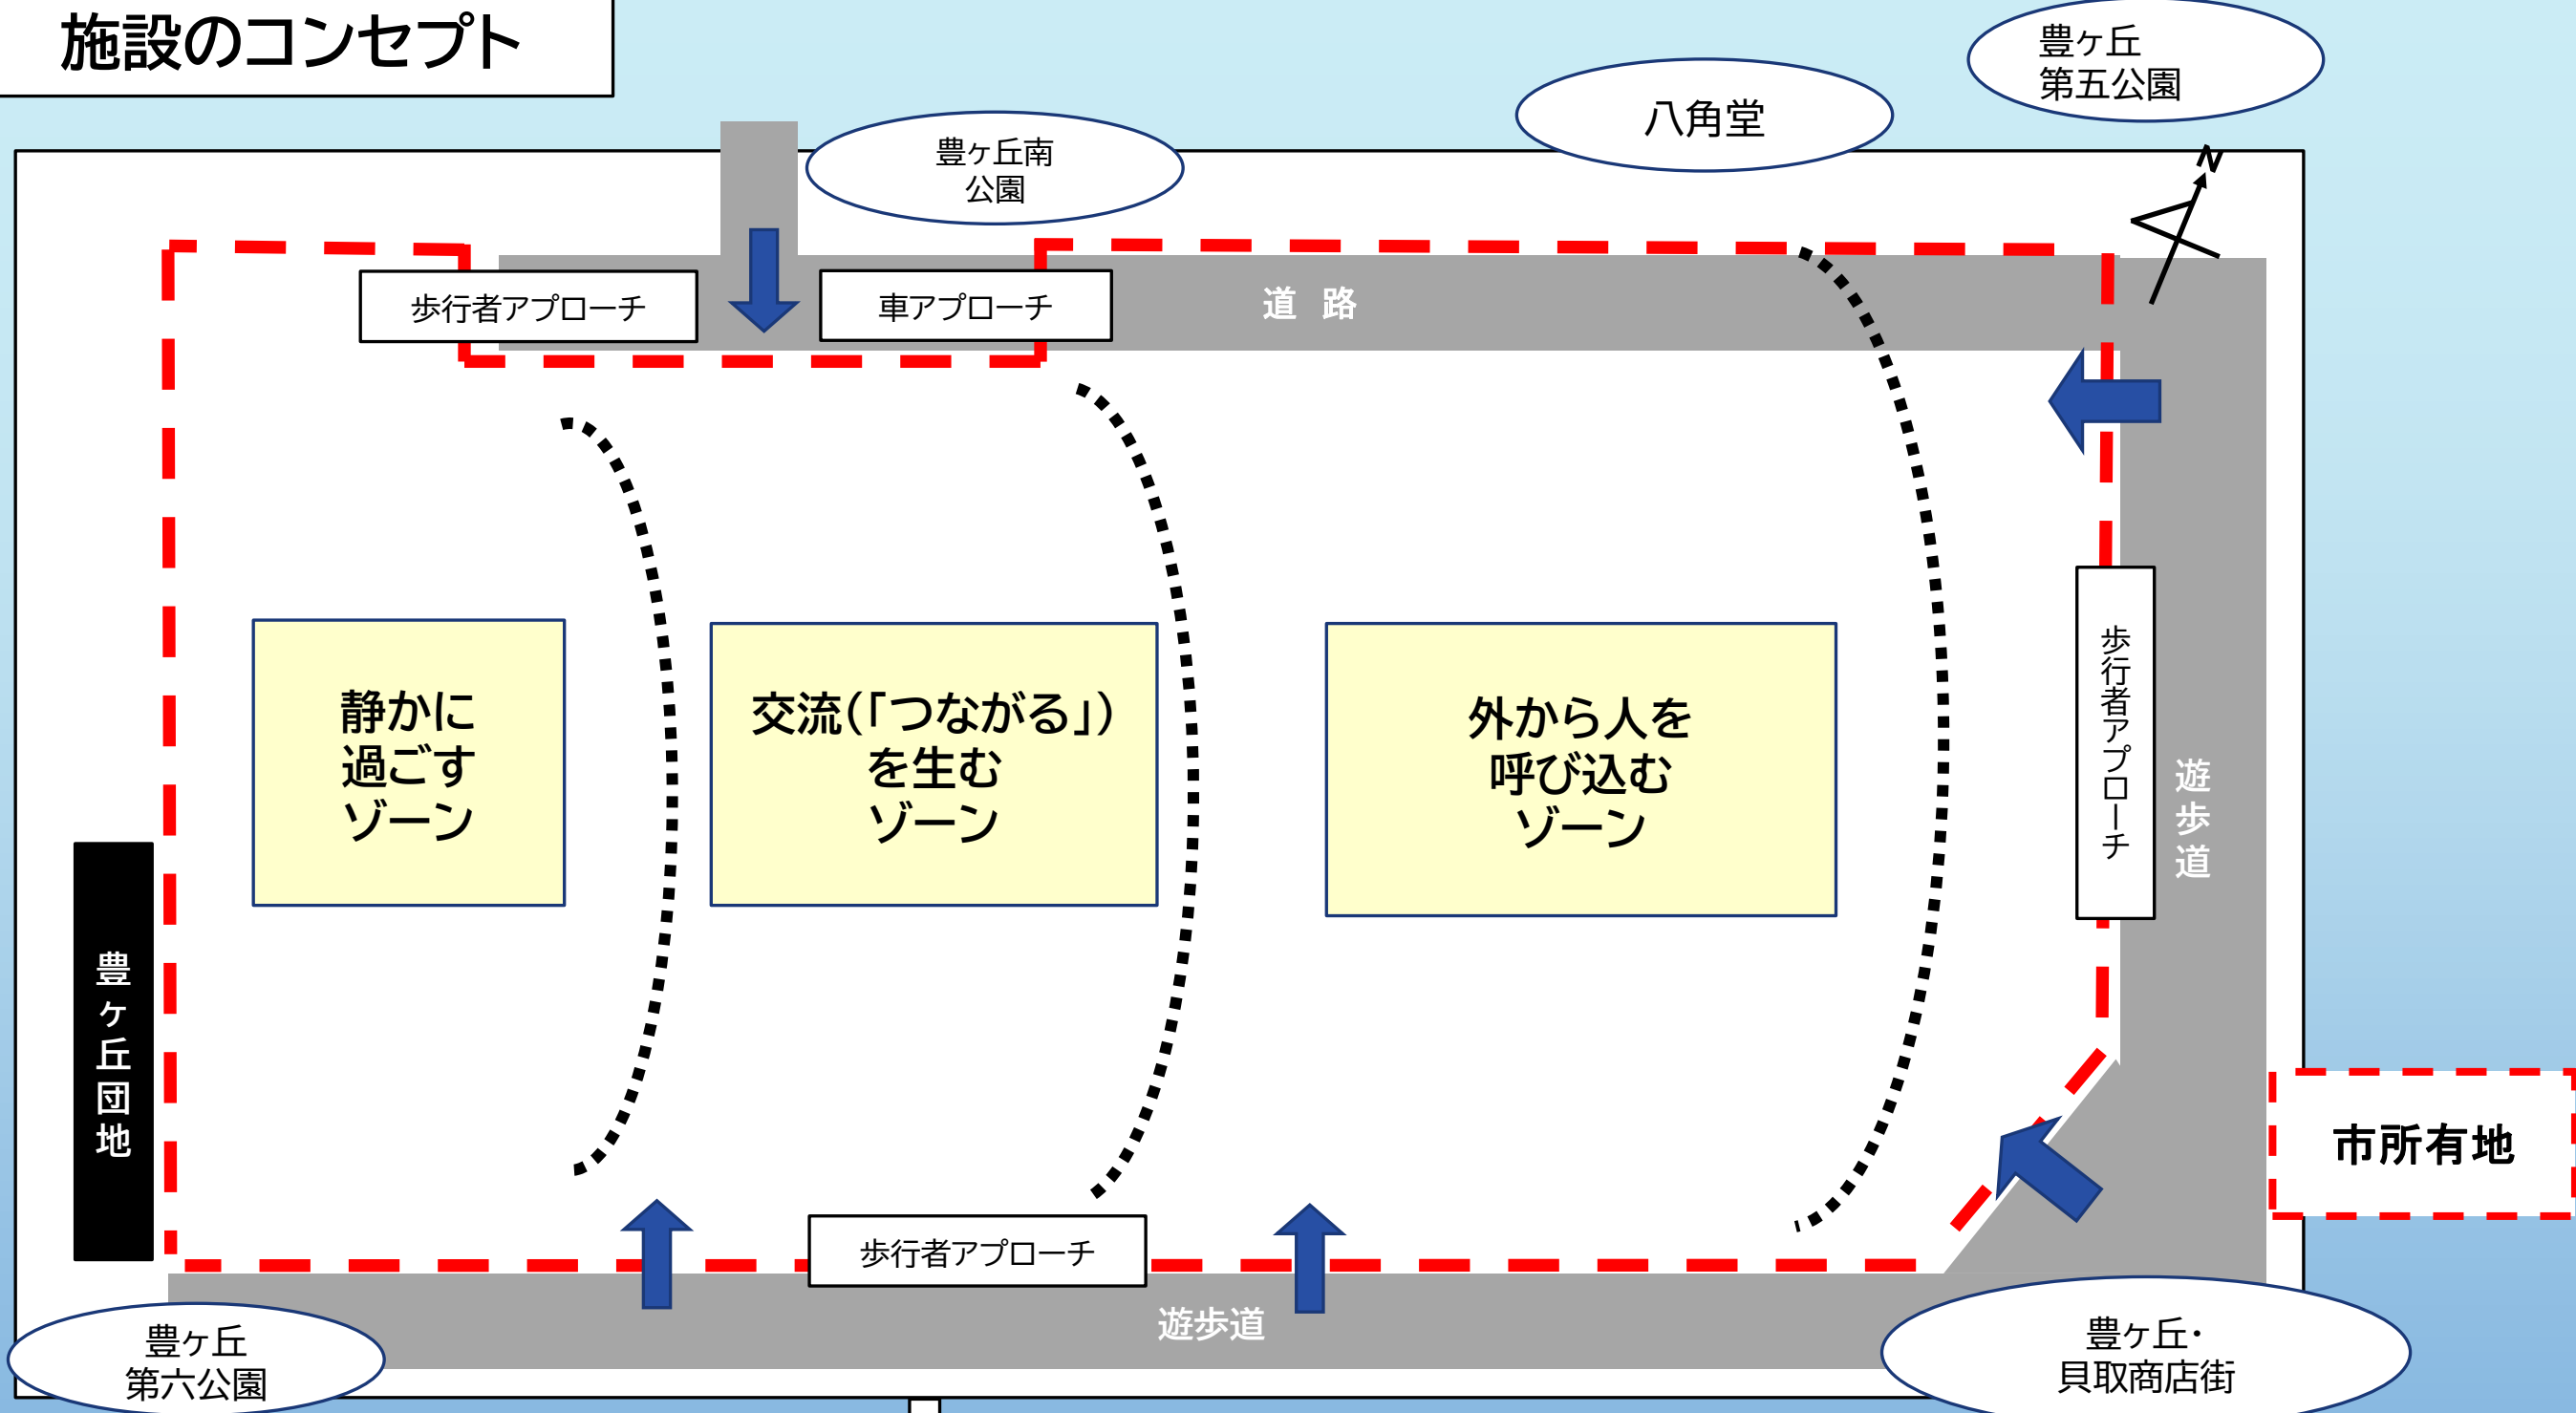 施設のコンセプト
豊ヶ丘
第五公園
八角堂
豊ヶ丘南
公園
N
歩行者アプローチ
車アプローチ
道 路
静かに
過ごす
ゾーン
交流(「つながる」)
を生む
ゾーン
外から人を
呼び込む
ゾーン
歩行者アプローチ
遊歩道
豊ヶ丘団地
市所有地
歩行者アプローチ
遊歩道
豊ヶ丘
第六公園
豊ヶ丘・
貝取商店街